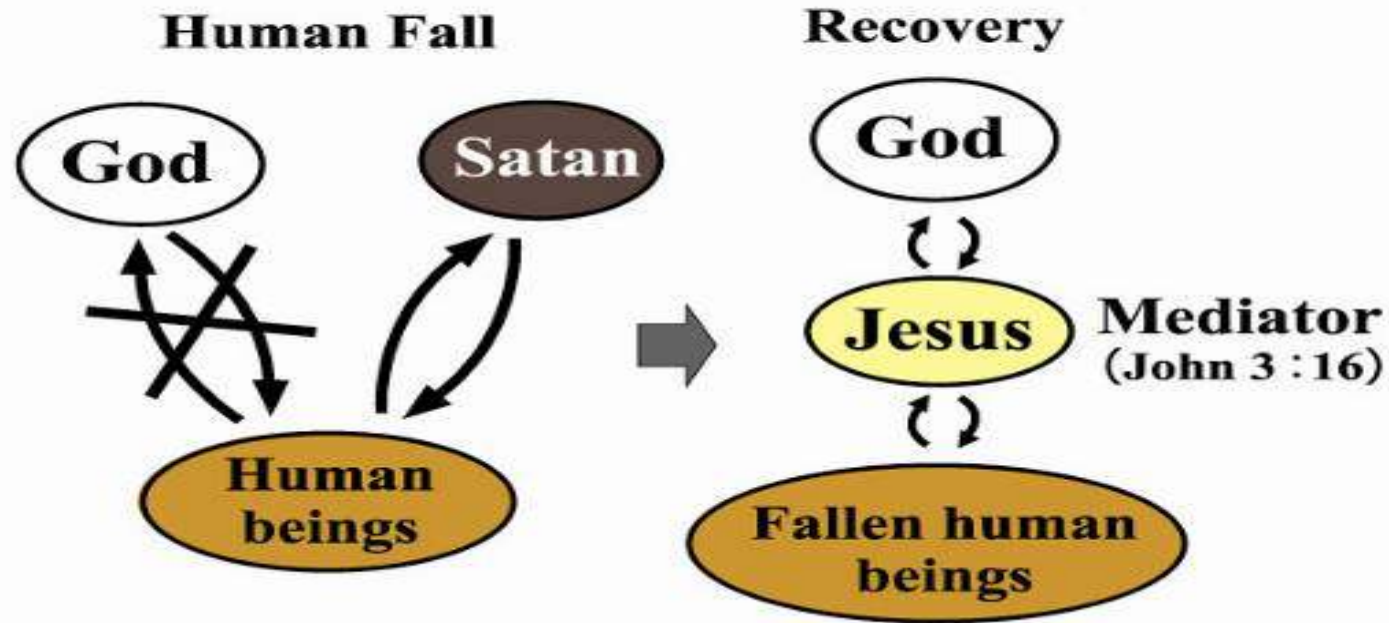 Human Fall
God
Satan
Human
beings
Recovery
God
Jesus
Mediator
(John 3 : 16)
Fallen human
beings